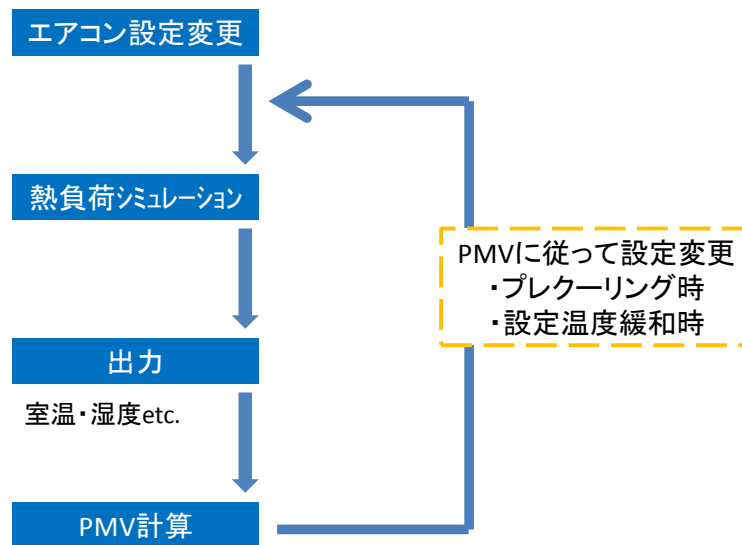 エアコン設定変更
熱負荷シミュレーション
PMVに従って設定変更
・プレクーリング時
・設定温度緩和時
出力
室温・湿度etc.
PMV計算